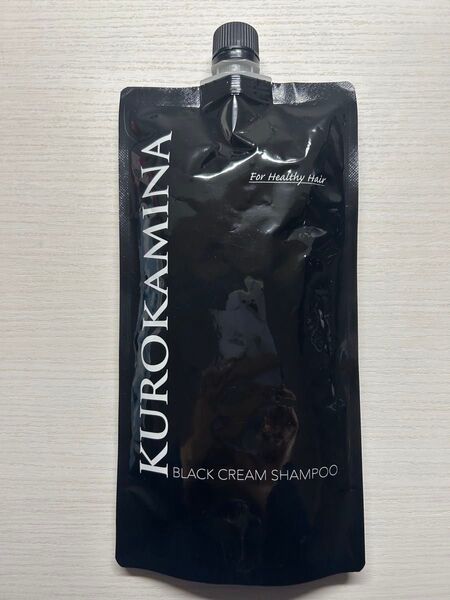 For Healthy Hair
KUROKAMINA
BLACK CREAM SHAMPOO